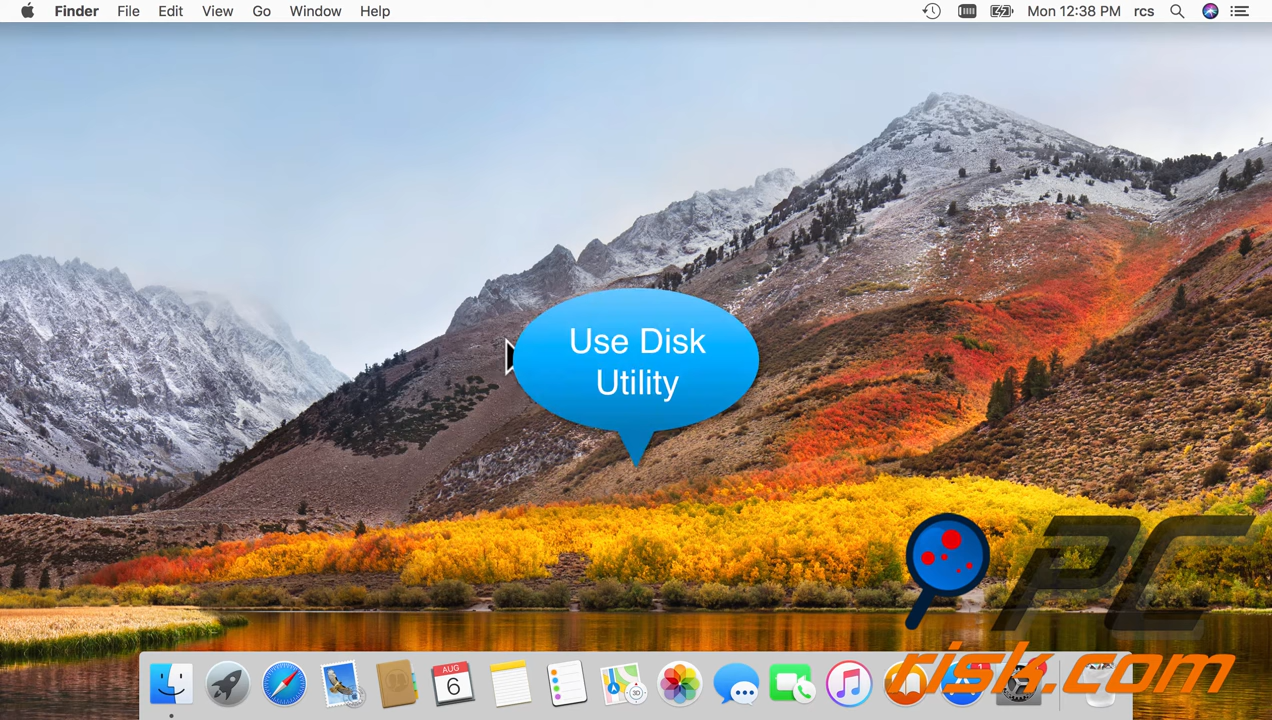 Finder File Edit View Go Window Help Mon 12:38 PM rcs
Use Disk
Utility
PC
risk.com
AUG
6
3D